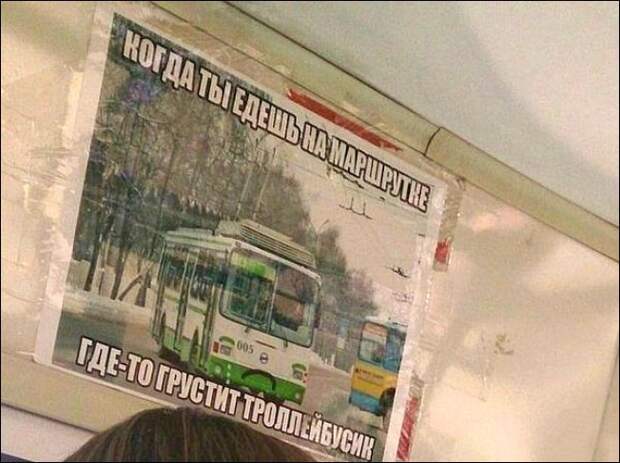 КОГДА ТЫ ЕДЕШЬ НА МАРШРУТКЕ
005
ГДЕ-ТО ГРУСТИТ ТРОЛЛЕЙБУСИК